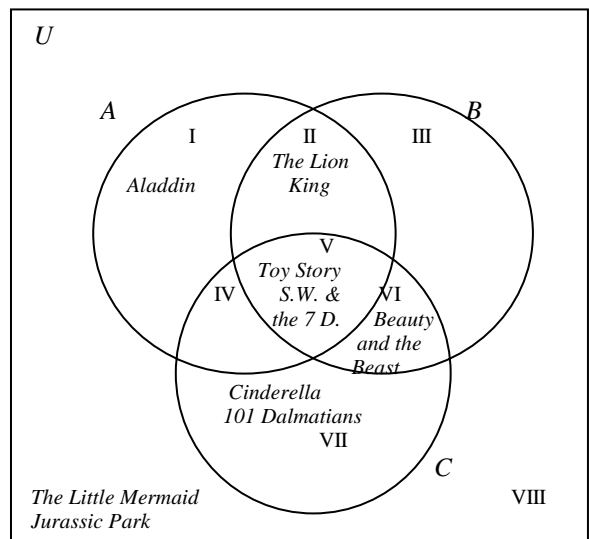 U
A
B
I
II
III
The Lion
King
Aladdin
V
Toy Story
IV
S.W. &
VI
the 7 D.
Beauty
and the
Beast
Cinderella
101 Dalmatians
VII
C
The Little Mermaid
VIII
Jurassic Park